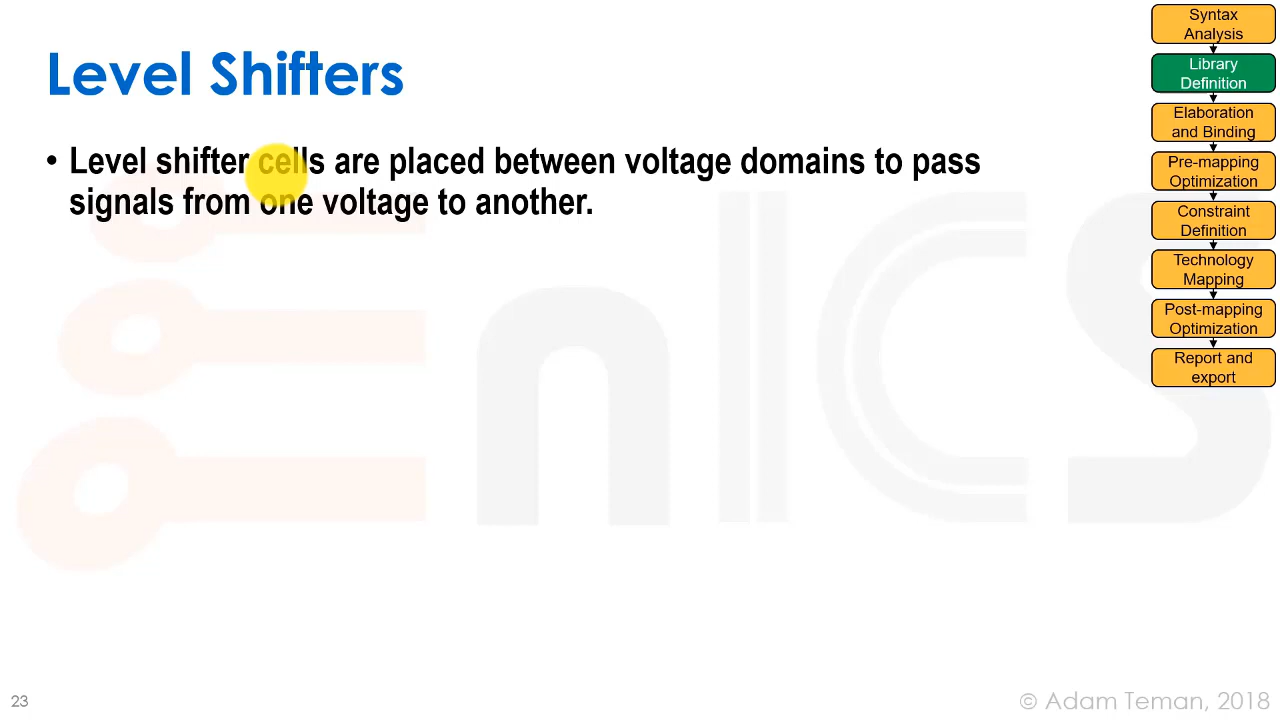 Level Shifters
• Level shifter cells are placed between voltage domains to pass
signals from one voltage to another.
Syntax
Analysis
Library
Definition
Elaboration
and Binding
Pre-mapping
Optimization
Constraint
Definition
Technology
Mapping
Post-mapping
Optimization
Report and
export
EnICS
23
© Adam Teman, 2018